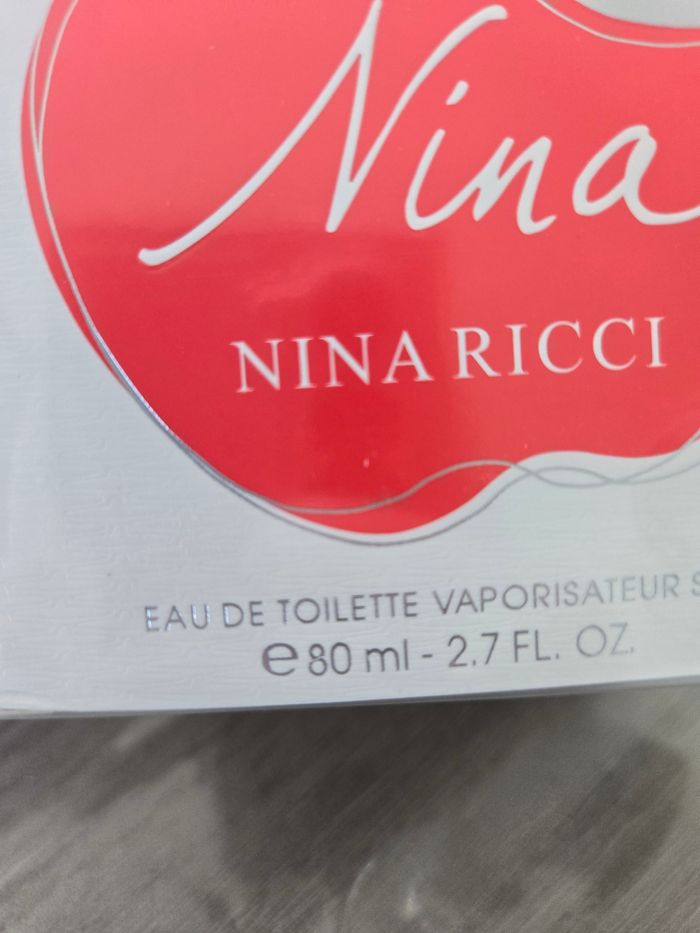 Nina
NINA RICCI
EAU DE TOILETTE VAPORISATEUR
℮ 80 ml - 2.7 FL. OZ.